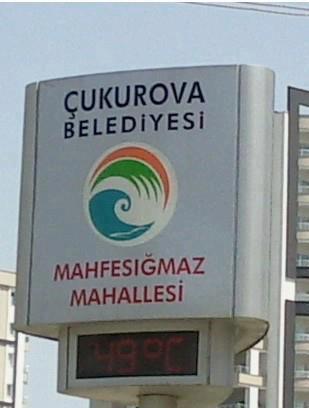 ÇUKUROVA
BELEDİYESİ
MAHFESIĞMAZ
MAHALLESİ
49°C